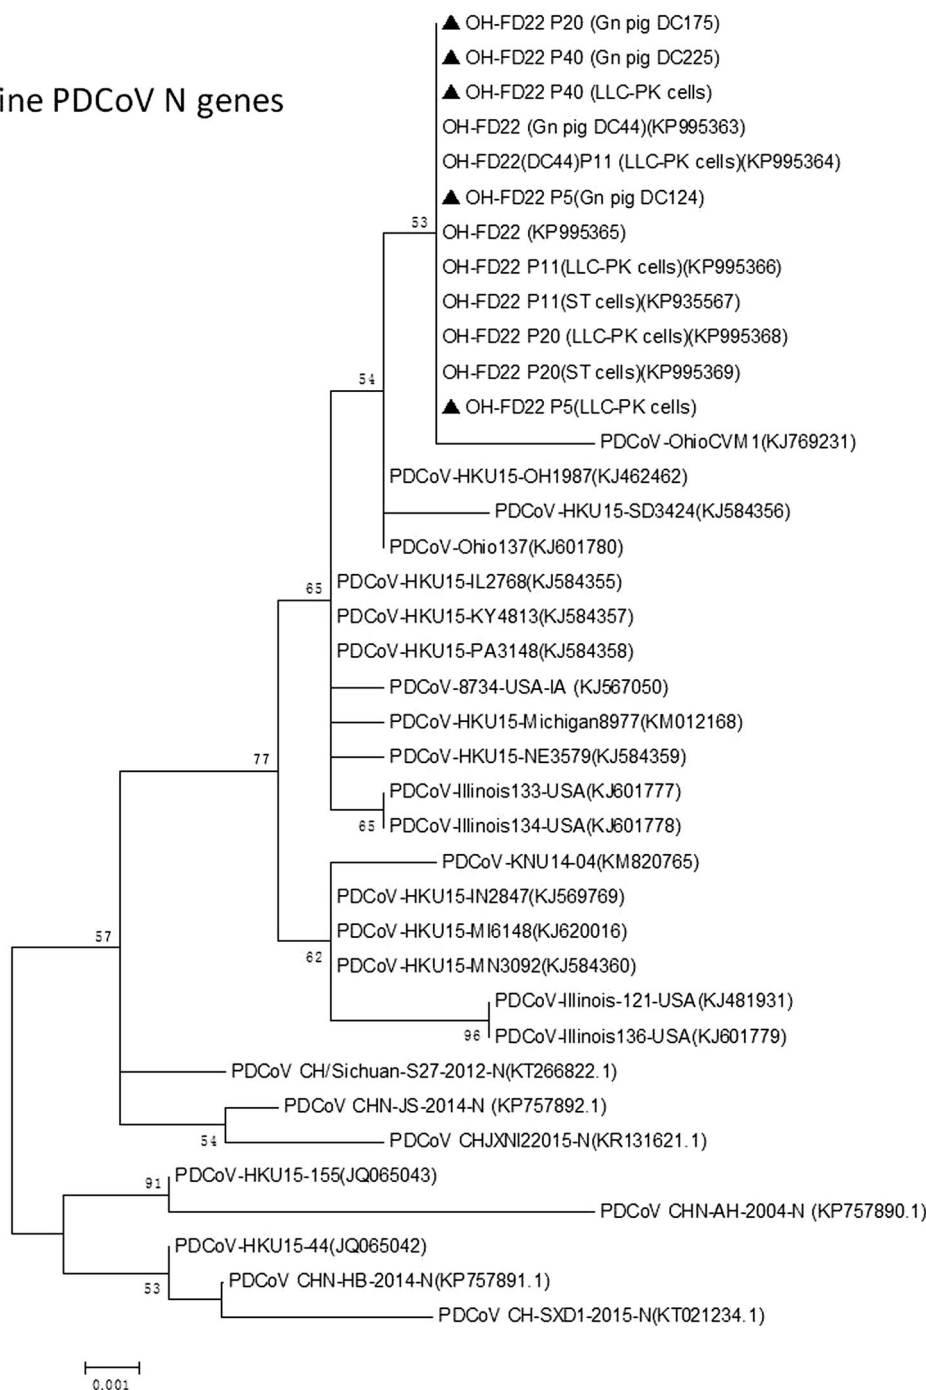 OH-FD22 P20 (Gn pig DC175)
OH-FD22 P40 (Gn pig DC225)
ine PDCoV N genes
OH-FD22 P40 (LLC-PK cells)
OH-FD22 (Gn pig DC44)(KP995363)
OH-FD22(DC44)P11 (LLC-PK cells)(KP995364)
OH-FD22 P5(Gn pig DC124)
53
OH-FD22 (KP995365)
OH-FD22 P11(LLC-PK cells)(KP995366)
OH-FD22 P11(ST cells)(KP935567)
OH-FD22 P20 (LLC-PK cells)(KP995368)
OH-FD22 P20(ST cells)(KP995369)
54
OH-FD22 P5(LLC-PK cells)
PDCoV-OhioCVM1(KJ769231)
PDCoV-HKU15-OH1987(KJ462462)
PDCoV-HKU15-SD3424(KJ584356)
PDCoV-Ohio137(KJ601780)
PDCoV-HKU15-IL2768(KJ584355)
65
PDCoV-HKU15-KY4813(KJ584357)
PDCoV-HKU15-PA3148(KJ584358)
PDCoV-8734-USA-IA (KJ567050)
PDCoV-HKU15-Michigan8977(KM012168)
77
PDCoV-HKU15-NE3579(KJ584359)
PDCoV-Illinois133-USA(KJ601777)
65
PDCoV-Illinois134-USA(KJ601778)
PDCoV-KNU14-04(KM820765)
PDCoV-HKU15-IN2847(KJ569769)
57
PDCoV-HKU15-MI6148(KJ620016)
62
PDCoV-HKU15-MN3092(KJ584360)
PDCoV-Illinois-121-USA(KJ481931)
96
PDCoV-Illinois136-USA(KJ601779)
PDCoV CH/Sichuan-S27-2012-N(KT266822.1)
PDCoV CHN-JS-2014-N (KP757892.1)
54
PDCoV CHJXNI22015-N(KR131621.1)
91
PDCoV-HKU15-155(JQ065043)
PDCoV CHN-AH-2004-N (KP757890.1)
PDCoV-HKU15-44(JQ065042)
53
PDCoV CHN-HB-2014-N(KP757891.1)
PDCoV CH-SXD1-2015-N(KT021234.1)
0.001